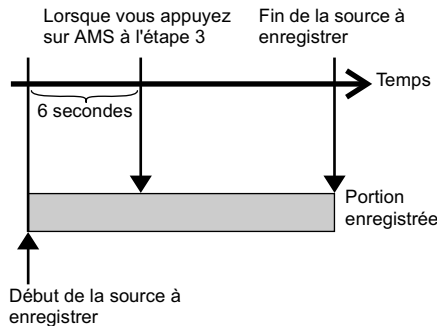 Lorsque vous appuyez
sur AMS à l'étape 3
Fin de la source à
enregistrer
Temps
6 secondes
Portion
enregistrée
Début de la source à
enregistrer